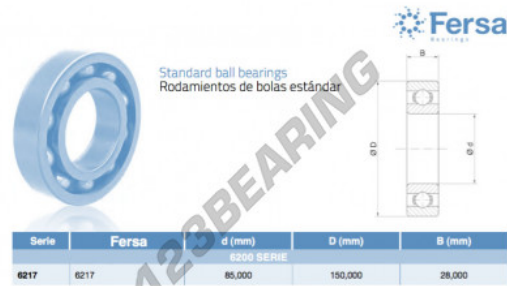 Fersa
Bearings
Standard ball bearings
Rodamientos de bolas estándar
B
Ø D
Ø d
123BEARING
Serie Fersa d (mm) D (mm) B (mm)
6200 SERIE
6217 6217 85,000 150,000 28,000